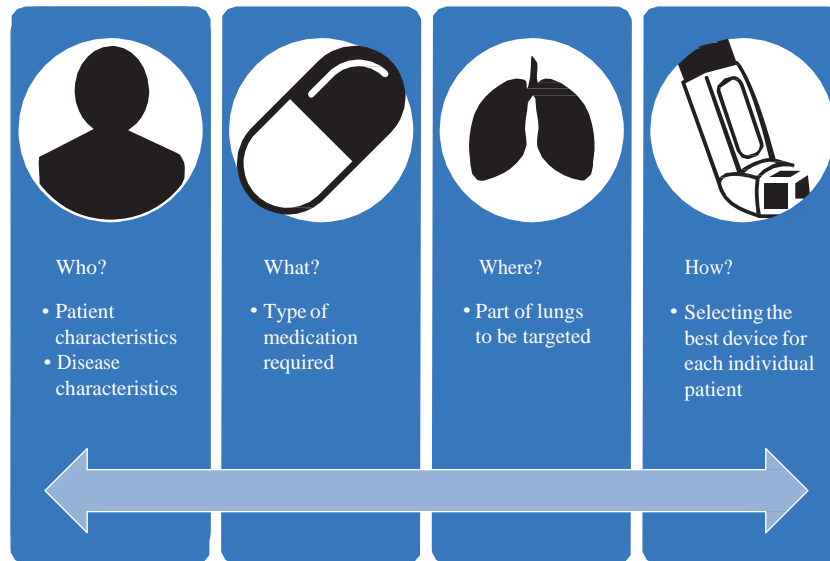 Who?
• Patient
characteristics
• Disease
characteristics
What?
• Type of
medication
required
Where?
• Part of lungs
to be targeted
How?
• Selecting the
best device for
each individual
patient